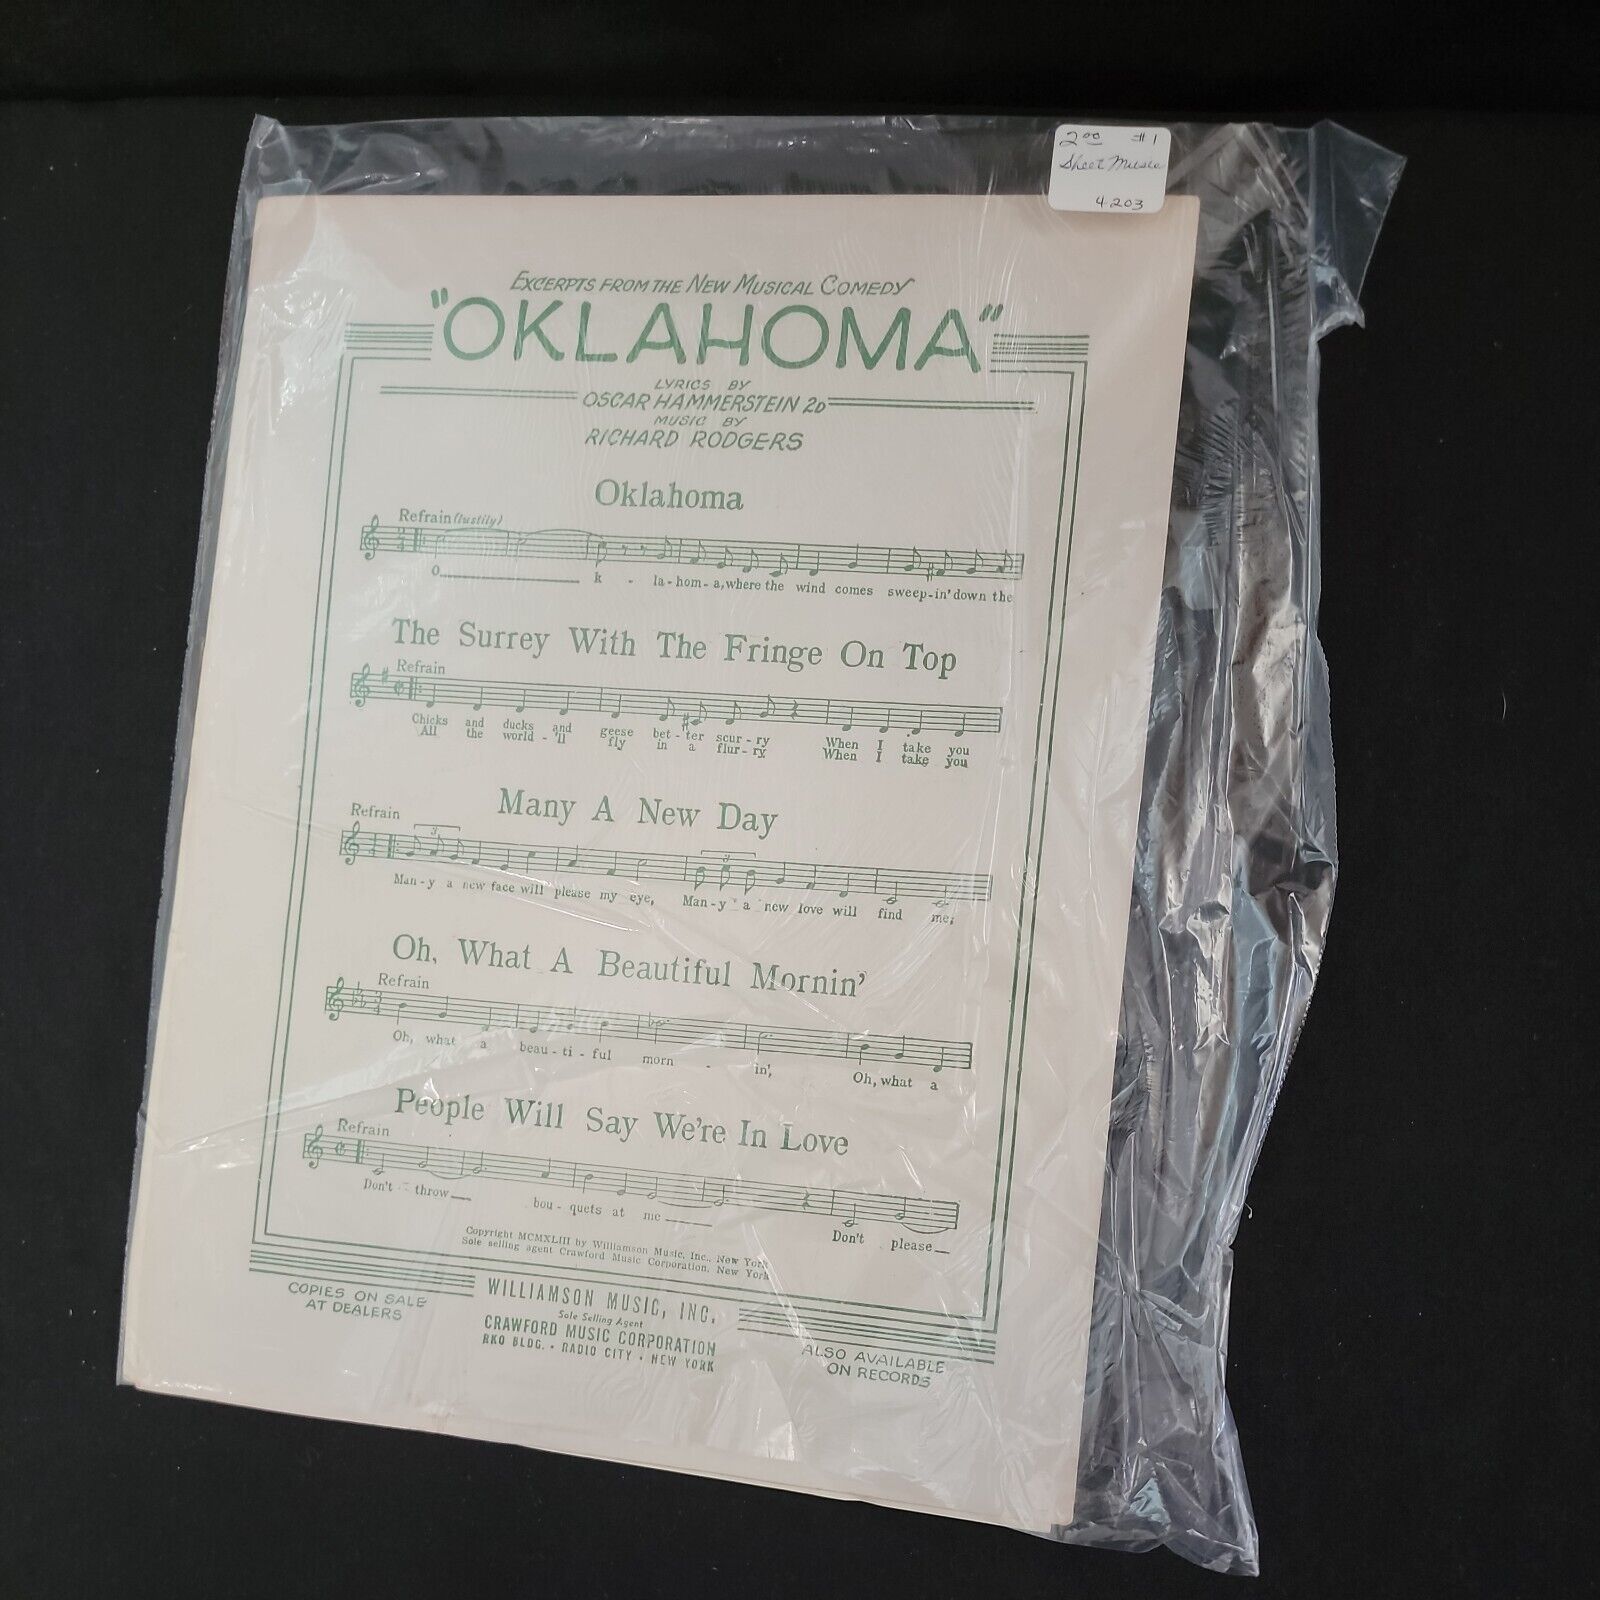 2.00 #1
Sheet Music
4.203
EXCERPTS FROM THE NEW MUSICAL COMEDY
"OKLAHOMA"
LYRICS BY
OSCAR HAMMERSTEIN 2D
MUSIC BY
RICHARD RODGERS
Oklahoma
Refrain (lustily)
O k - la-hom-a, where the wind comes sweep-in' down the
The Surrey With The Fringe On Top
Refrain
Chicks and ducks and geese bet-ter scur-ry When I take you
All the world-'ll fly in a flur-ry When I take you
Many A New Day
Refrain
3 3
Man-y a new face will please my eye, Man-y a new love will find me;
Oh, What A Beautiful Mornin'
Refrain
3
4
Oh, what a beau-ti-ful morn - in', Oh, what a
People Will Say We're In Love
Refrain
Don't throw bou-quets at me Don't please
Copyright MCMXLIII by Williamson Music, Inc., New York
Sole selling agent Crawford Music Corporation, New York
COPIES ON SALE
AT DEALERS
WILLIAMSON MUSIC, INC.
Sole Selling Agent
CRAWFORD MUSIC CORPORATION
RKO BLDG. • RADIO CITY • NEW YORK
ALSO AVAILABLE
ON RECORDS